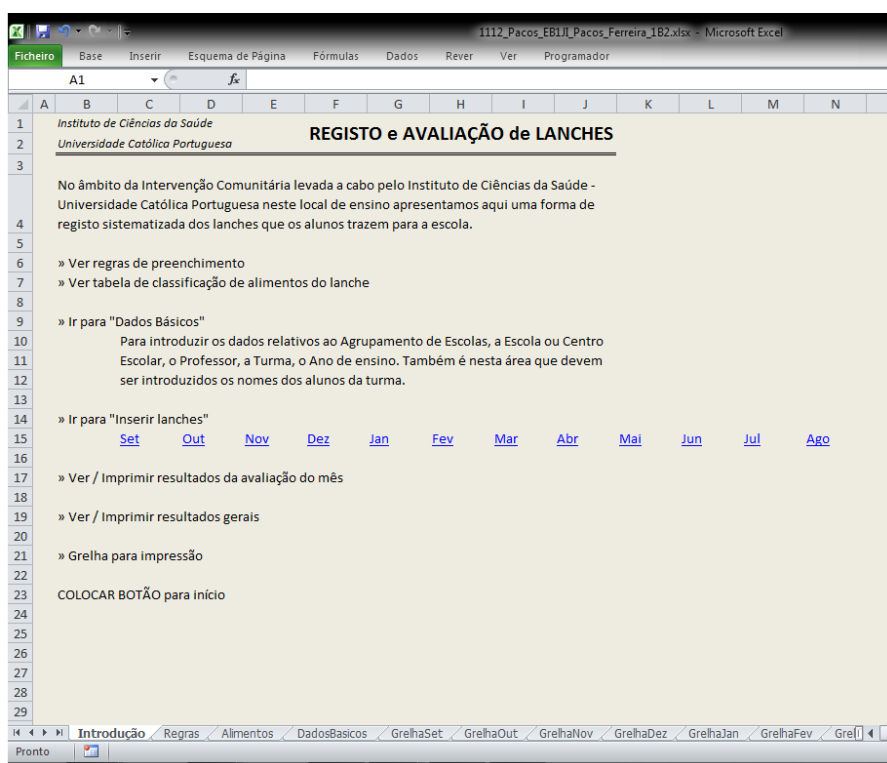 1112_Pacos_EB1JI_Pacos_Ferreira_1B2.xlsx - Microsoft Excel
Ficheiro Base Inserir Esquema de Página Fórmulas Dados Rever Ver Programador
A1 fx
A B C D E F G H I J K L M N
1 Instituto de Ciências da Saúde
REGISTO e AVALIAÇÃO de LANCHES
2 Universidade Católica Portuguesa
3
No âmbito da Intervenção Comunitária levada a cabo pelo Instituto de Ciências da Saúde -
Universidade Católica Portuguesa neste local de ensino apresentamos aqui uma forma de
4 registo sistematizada dos lanches que os alunos trazem para a escola.
5
6 » Ver regras de preenchimento
7 » Ver tabela de classificação de alimentos do lanche
8
9 » Ir para "Dados Básicos"
10 Para introduzir os dados relativos ao Agrupamento de Escolas, a Escola ou Centro
11 Escolar, o Professor, a Turma, o Ano de ensino. Também é nesta área que devem
12 ser introduzidos os nomes dos alunos da turma.
13
14 » Ir para "Inserir lanches"
15 Set Out Nov Dez Jan Fev Mar Abr Mai Jun Jul Ago
16
17 » Ver / Imprimir resultados da avaliação do mês
18
19 » Ver / Imprimir resultados gerais
20
21 » Grelha para impressão
22
23 COLOCAR BOTÃO para início
24
25
26
27
28
29
Introdução Regras Alimentos DadosBasicos GrelhaSet GrelhaOut GrelhaNov GrelhaDez GrelhaJan GrelhaFev Grel
Pronto